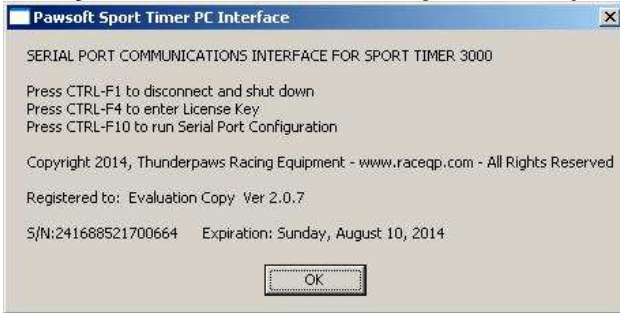 Pawsoft Sport Timer PC Interface
SERIAL PORT COMMUNICATIONS INTERFACE FOR SPORT TIMER 3000
Press CTRL-F1 to disconnect and shut down
Press CTRL-F4 to enter License Key
Press CTRL-F10 to run Serial Port Configuration
Copyright 2014, Thunderpaws Racing Equipment - www.raceqp.com - All Rights Reserved
Registered to:  Evaluation Copy  Ver 2.0.7
S/N:241688521700664     Expiration: Sunday, August 10, 2014
OK